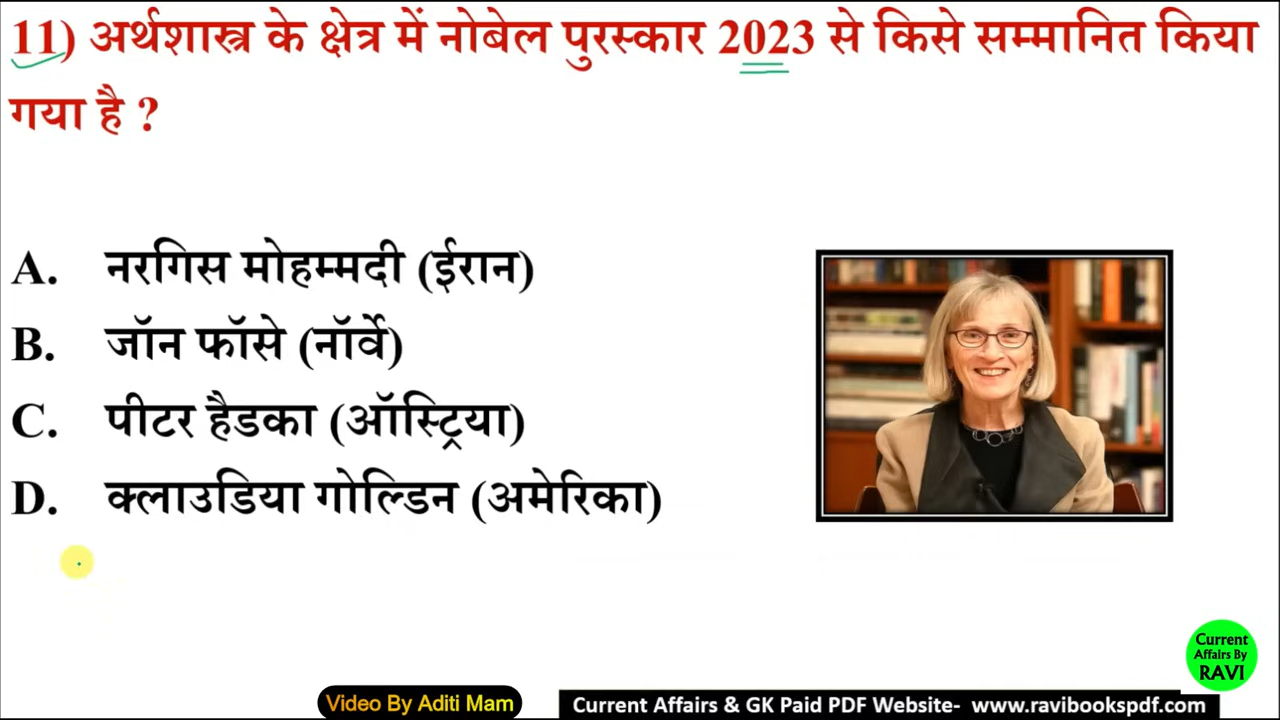 11) अर्थशास्त्र के क्षेत्र में नोबेल पुरस्कार 2023 से किसे सम्मानित किया
गया है ?
A. नरगिस मोहम्मदी (ईरान)
B. जॉन फॉसे (नॉर्वे)
C. पीटर हैडका (ऑस्ट्रिया)
D. क्लाउडिया गोल्डिन (अमेरिका)
Current
Affairs By
RAVI
Video By Aditi Mam
Current Affairs & GK Paid PDF Website- www.ravibookspdf.com